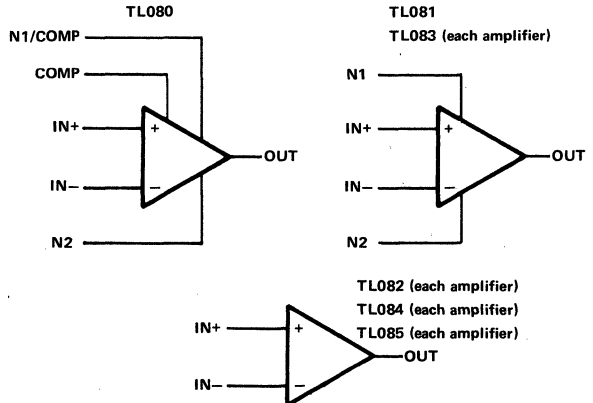 TL080
N1/COMP
COMP
IN+
+
IN−
−
OUT
N2
TL081
TL083 (each amplifier)
N1
IN+
+
IN−
−
OUT
N2
TL082 (each amplifier)
TL084 (each amplifier)
TL085 (each amplifier)
IN+
+
IN−
−
OUT